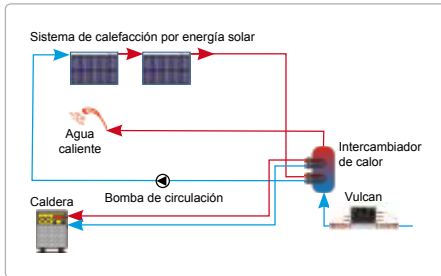 Sistema de calefacción por energía solar
Agua
caliente
Intercambiador
de calor
Bomba de circulación
Caldera
Vulcan